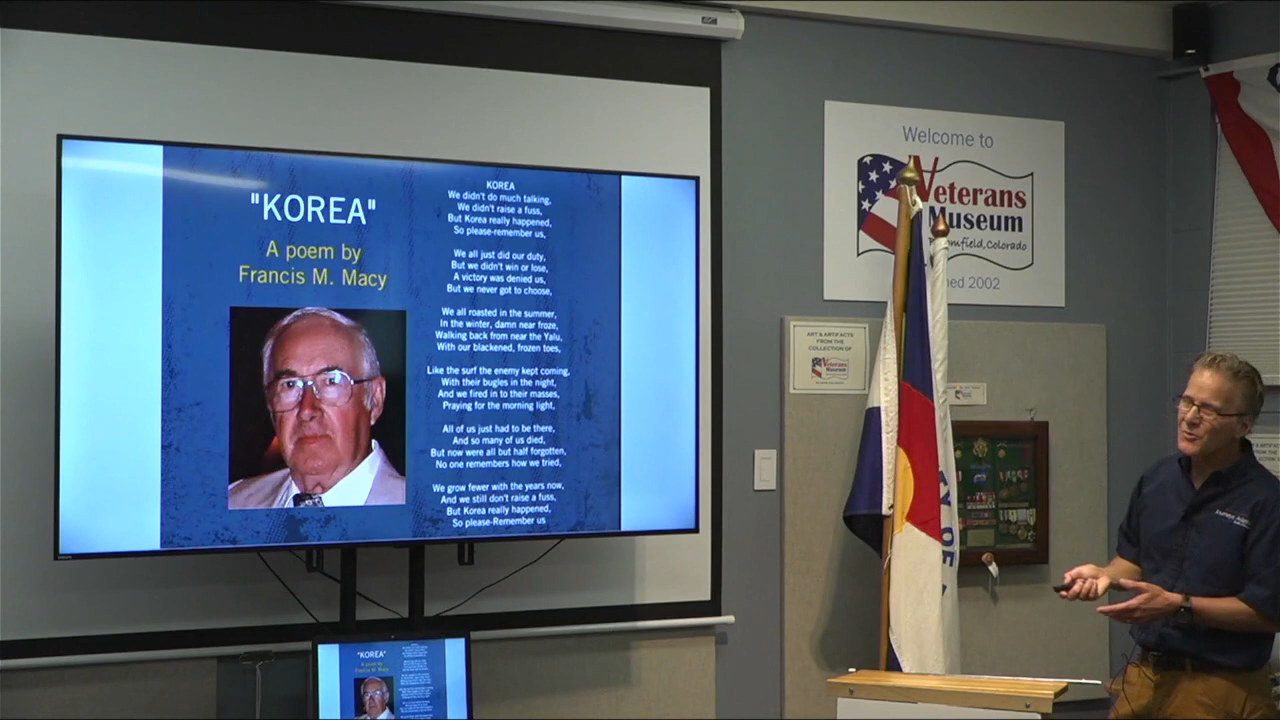 "KOREA"
A poem by
Francis M. Macy
KOREA
We didn't do much talking,
We didn't raise a fuss,
But Korea really happened,
So please-remember us,
We all just did our duty,
But we didn't win or lose,
A victory was denied us,
But we never got to choose,
We all roasted in the summer,
In the winter, damn near froze,
Walking back from near the Yalu,
With our blackened, frozen toes,
Like the surf the enemy kept coming,
With their bugles in the night,
And we fired in to their masses,
Praying for the morning light,
All of us just had to be there,
And so many of us died,
But now were all but half forgotten,
No one remembers how we tried,
We grow fewer with the years now,
And we still don't raise a fuss,
But Korea really happened,
So please-Remember us
Welcome to
Veterans
Museum
Colorado
2002
ART & ARTIFACTS
FROM THE
COLLECTION OF
Veterans
Museum
TY OF
"KOREA"
A poem by
Francis M. Macy